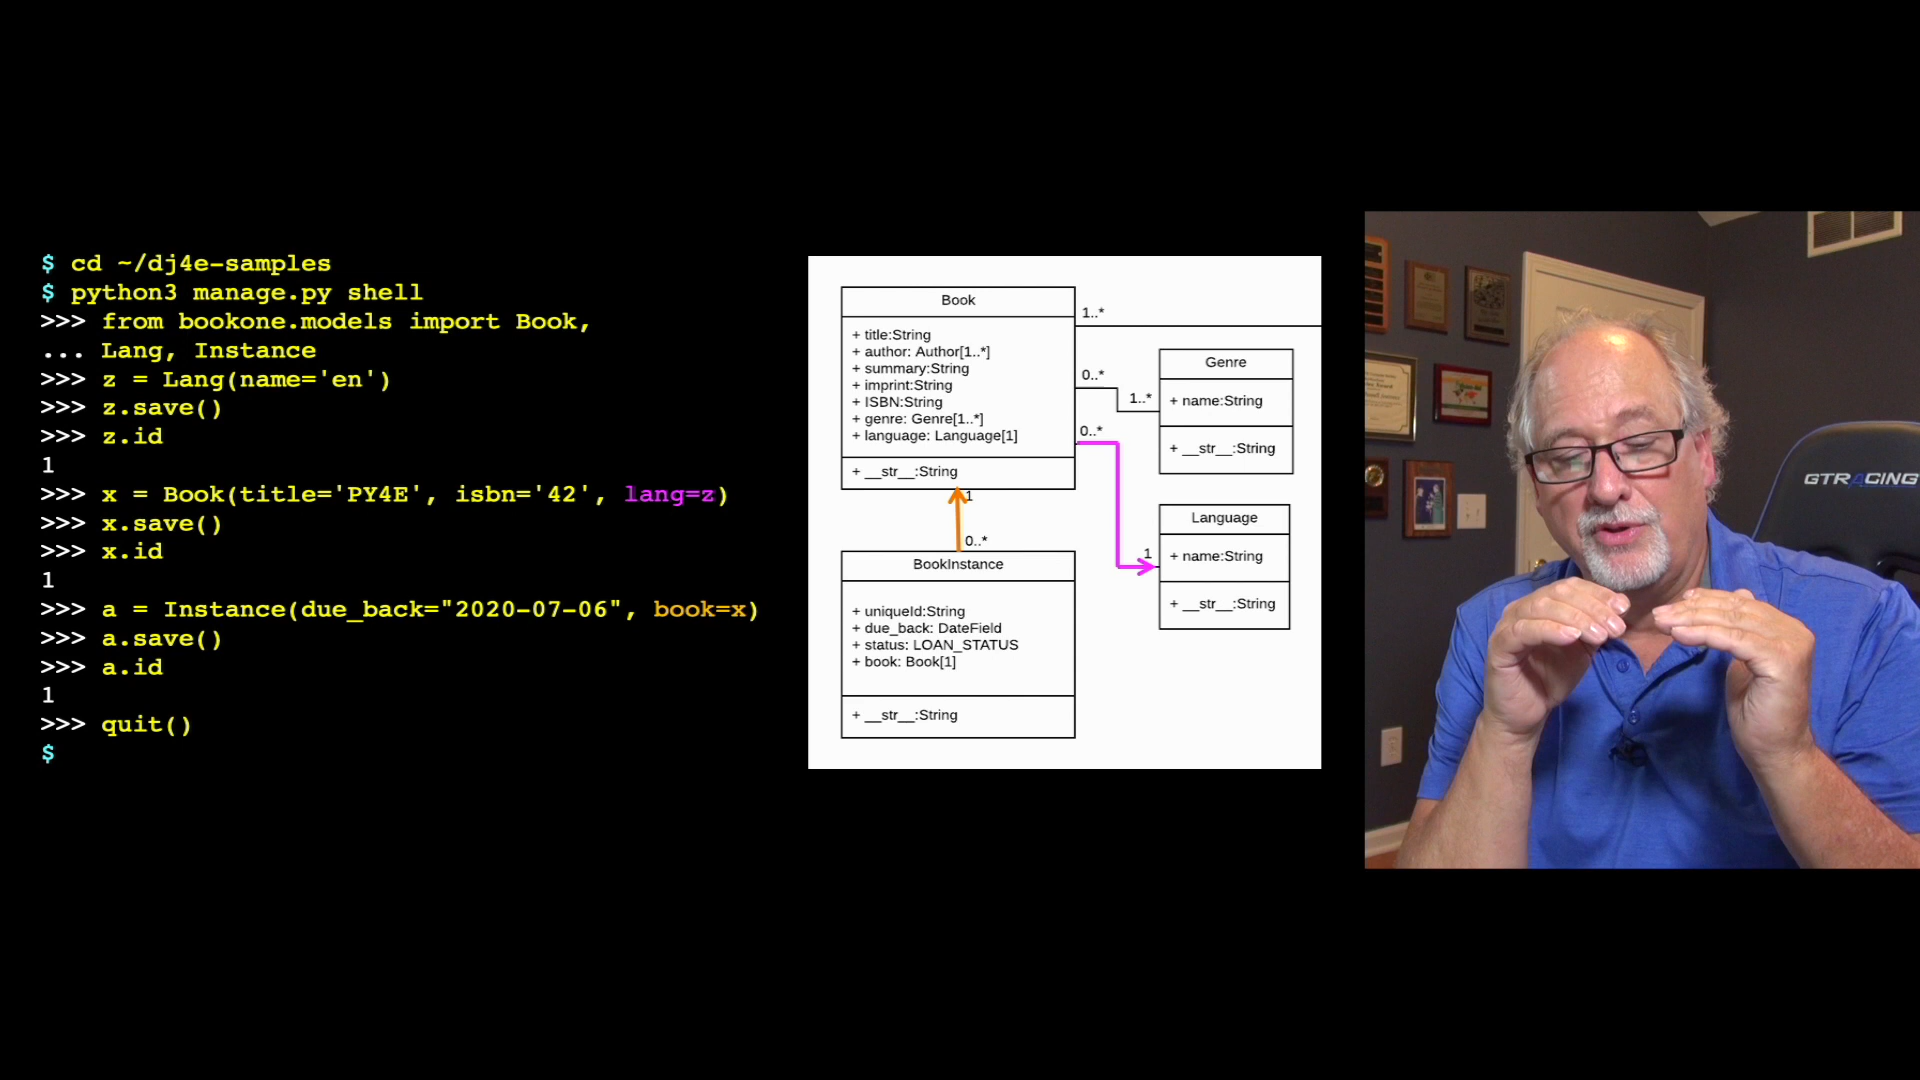 $ cd ~/dj4e-samples
$ python3 manage.py shell
>>> from bookone.models import Book,
... Lang, Instance
>>> z = Lang(name='en')
>>> z.save()
>>> z.id
1
>>> x = Book(title='PY4E', isbn='42', lang=z)
>>> x.save()
>>> x.id
1
>>> a = Instance(due_back="2020-07-06", book=x)
>>> a.save()
>>> a.id
1
>>> quit()
$
Book
+ title:String
+ author: Author[1..*]
+ summary:String
+ imprint:String
+ ISBN:String
+ genre: Genre[1..*]
+ language: Language[1]
+ __str__:String
1..*
0..*
1..*
0..*
Genre
+ name:String
+ __str__:String
1
0..*
Language
1
+ name:String
+ __str__:String
BookInstance
+ uniqueId:String
+ due_back: DateField
+ status: LOAN_STATUS
+ book: Book[1]
+ __str__:String
GTRACING